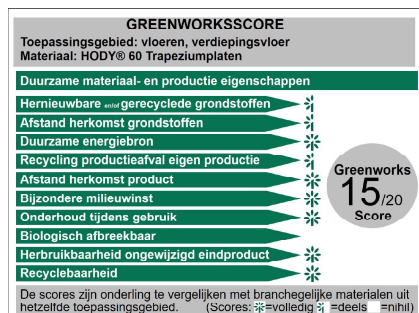 GREENWORKSSCORE
Toepassingsgebied: vloeren, verdiepingsvloer
Materiaal: HODY® 60 Trapeziumplaten
Duurzame materiaal- en productie eigenschappen
Hernieuwbare en/of gerecyclede grondstoffen
Afstand herkomst grondstoffen
Duurzame energiebron
Recycling productieafval eigen productie
Afstand herkomst product
Bijzondere milieuwinst
Onderhoud tijdens gebruik
Biologisch afbreekbaar
Herbruikbaarheid ongewijzigd eindproduct
Recyclebaarheid
Greenworks
15/20
Score
De scores zijn onderling te vergelijken met branchegelijke materialen uit
hetzelfde toepassingsgebied. (Scores: =volledig =deels =nihil)